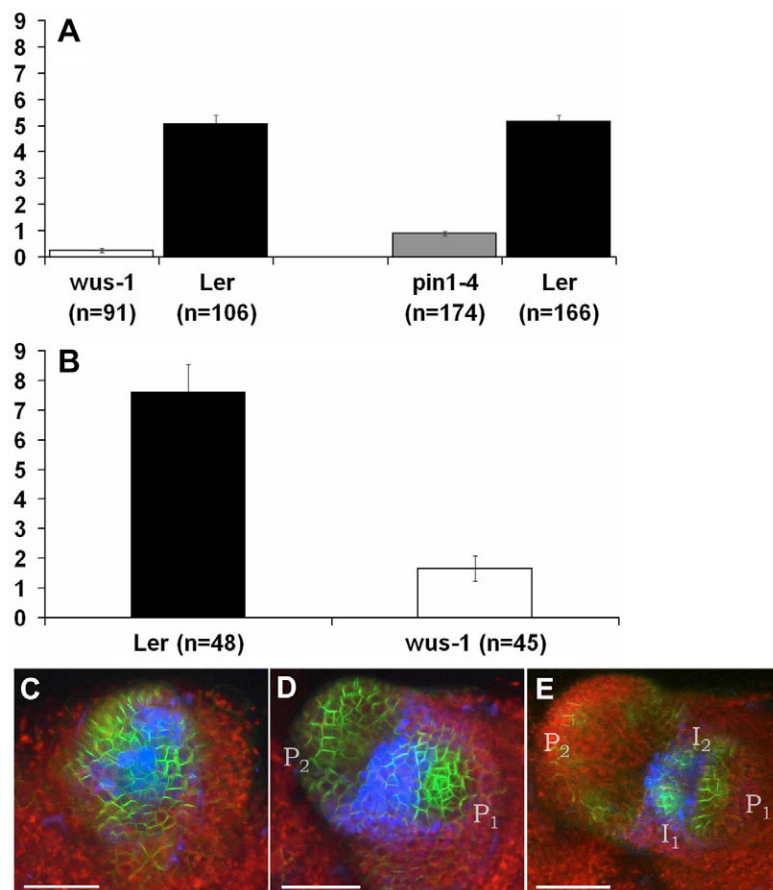 A
9
8
7
6
5
4
3
2
1
0
wus-1 Ler pin1-4 Ler
(n=91) (n=106) (n=174) (n=166)
B
9
8
7
6
5
4
3
2
1
0
Ler (n=48) wus-1 (n=45)
C D E
P2 P1
P2 I2 P1
I1